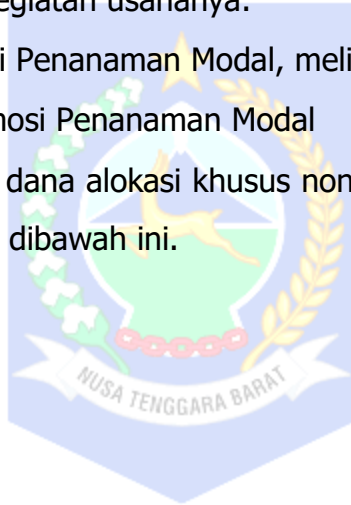 egiatan usahanya.
i Penanaman Modal, meli
nosi Penanaman Modal
dana alokasi khusus non
dibawah ini.
NUSA TENGGARA BARAT